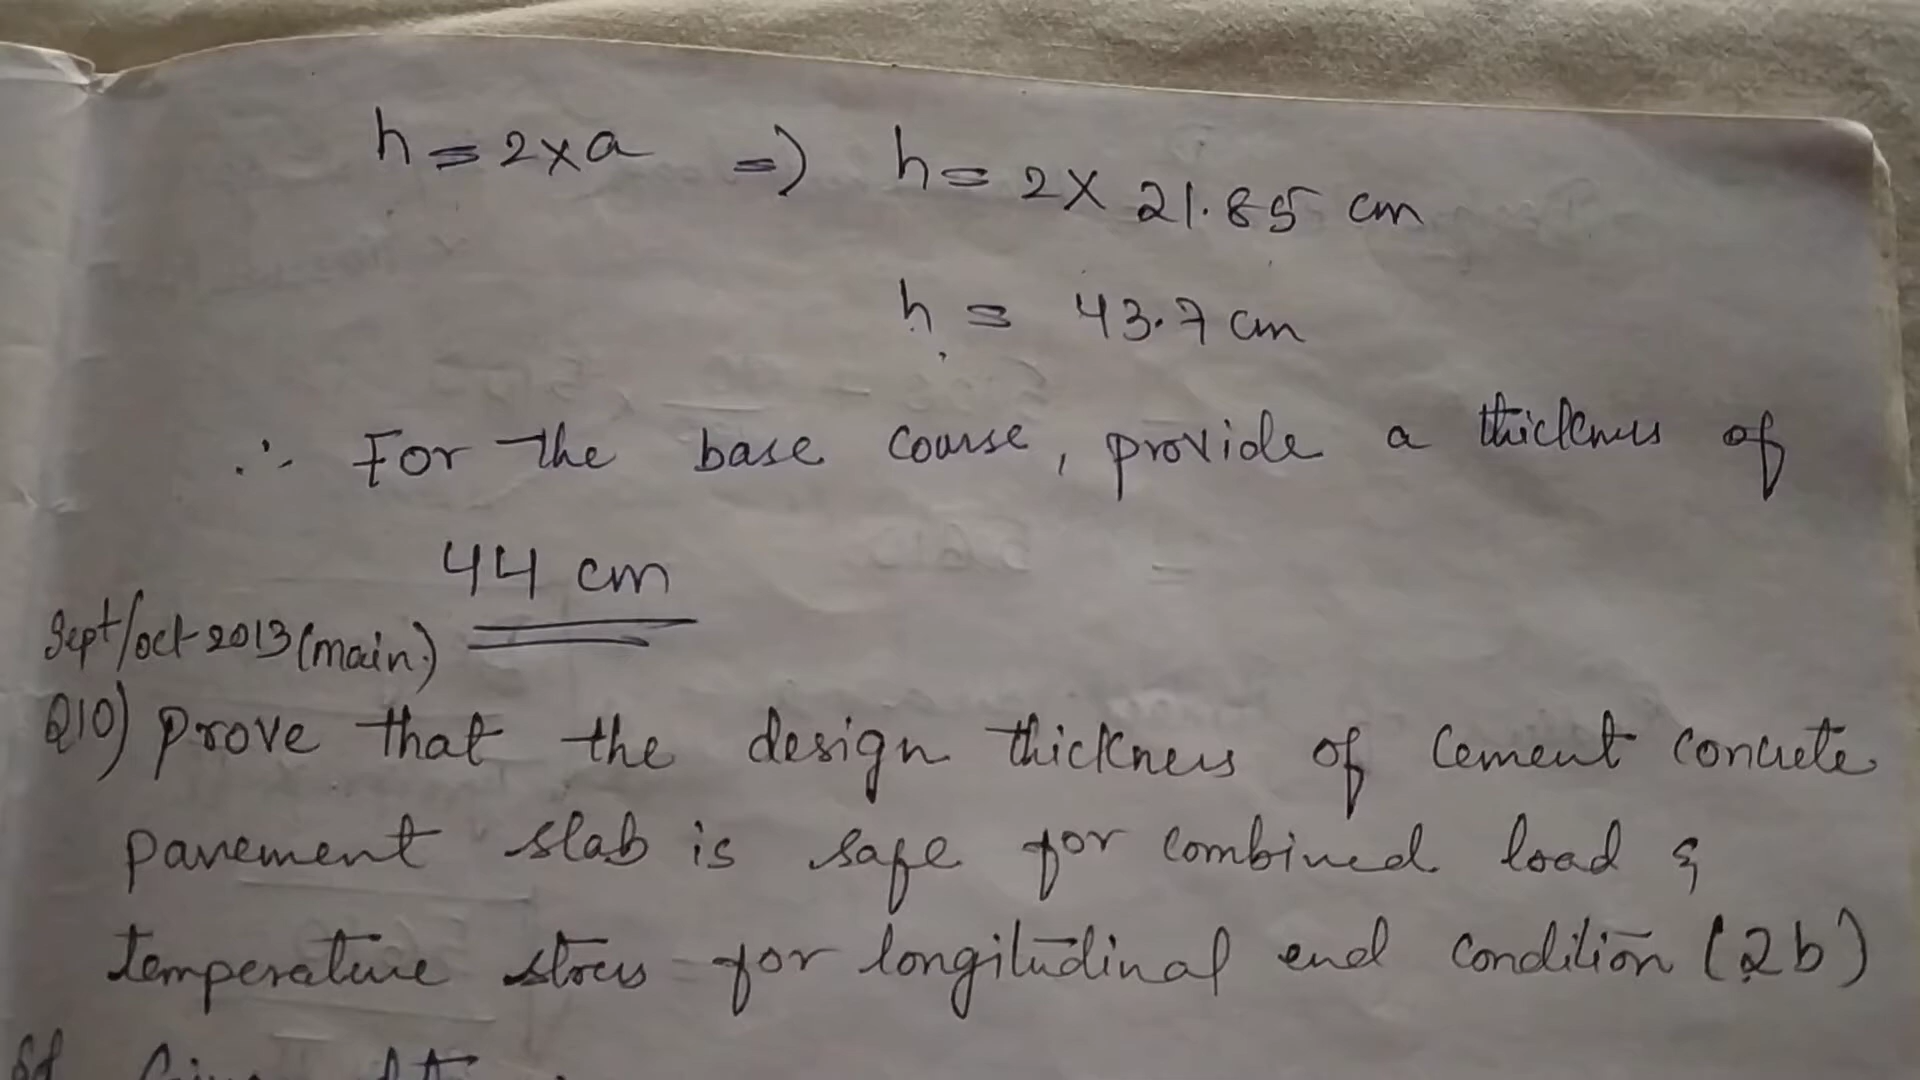 h = 2×a => h = 2× 21.85 cm
h = 43.7 cm
∴ For the base course, provide a thickness of
44 cm
Sept/oct-2013 (main)
Q10) Prove that the design thickness of cement concrete
pavement slab is safe for combined load &
temperature stress for longitudinal end condition (2b)